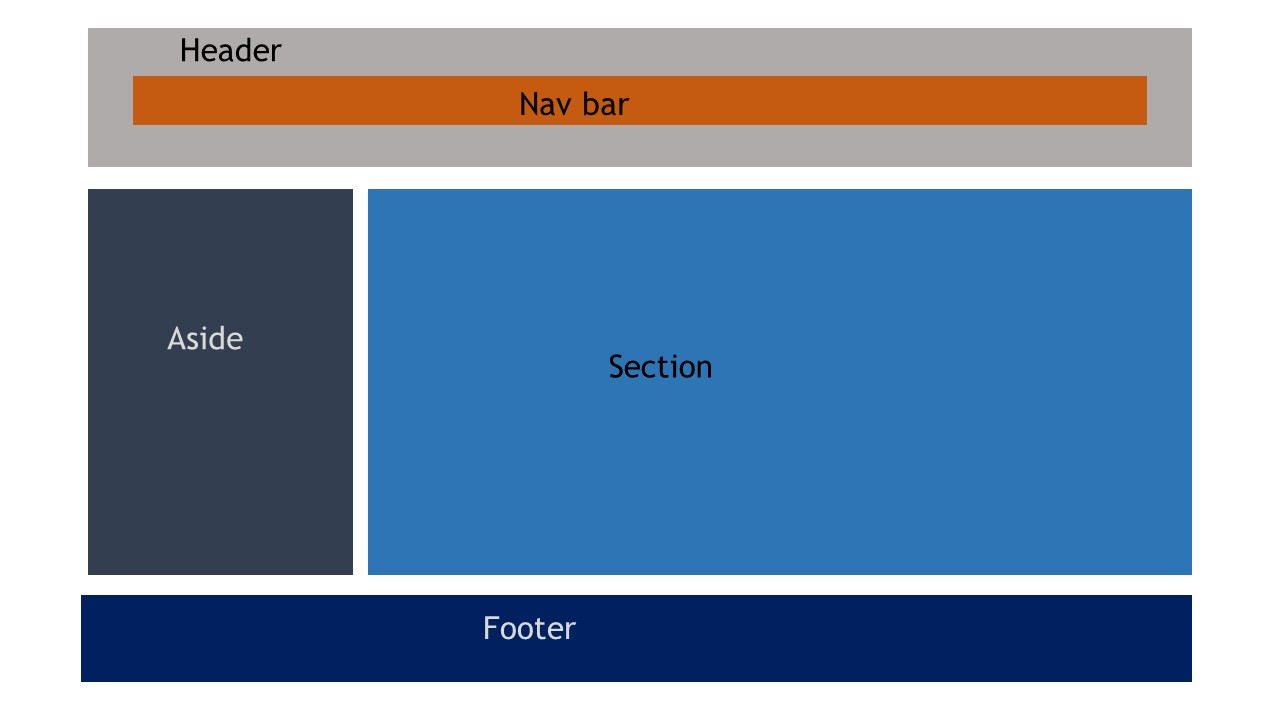 Header
Nav bar
Aside
Section
Footer